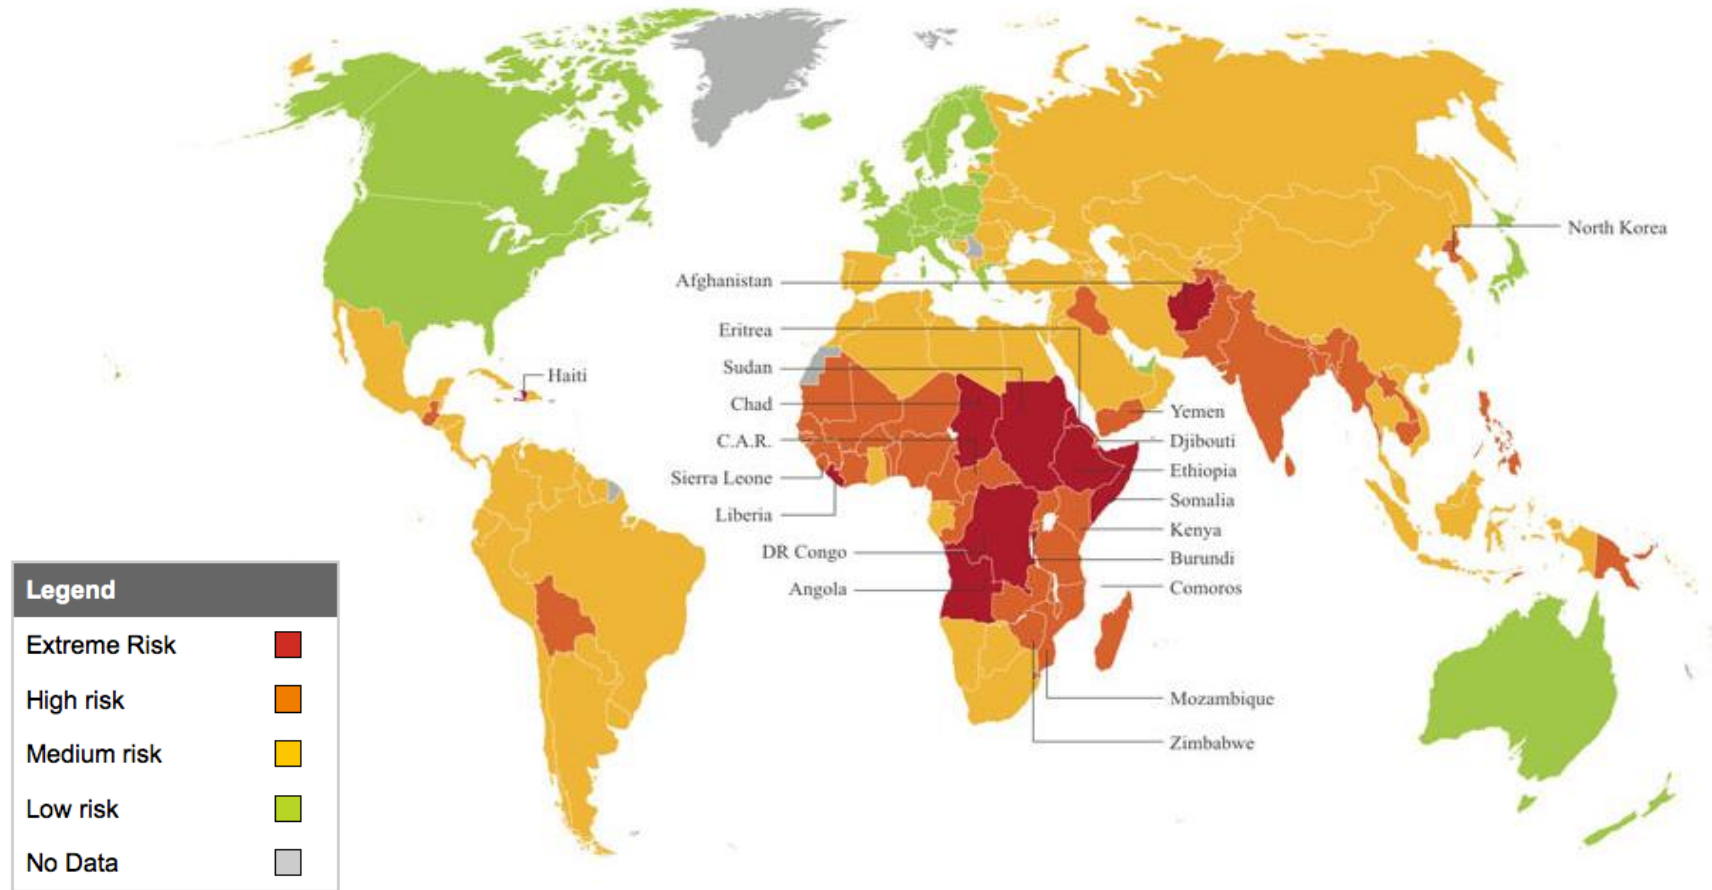 North Korea
Afghanistan
Eritrea
Sudan
Haiti
Chad
Yemen
C.A.R.
Djibouti
Sierra Leone
Ethiopia
Somalia
Liberia
Kenya
DR Congo
Burundi
Angola
Comoros
Mozambique
Zimbabwe
Legend
Extreme Risk
High risk
Medium risk
Low risk
No Data